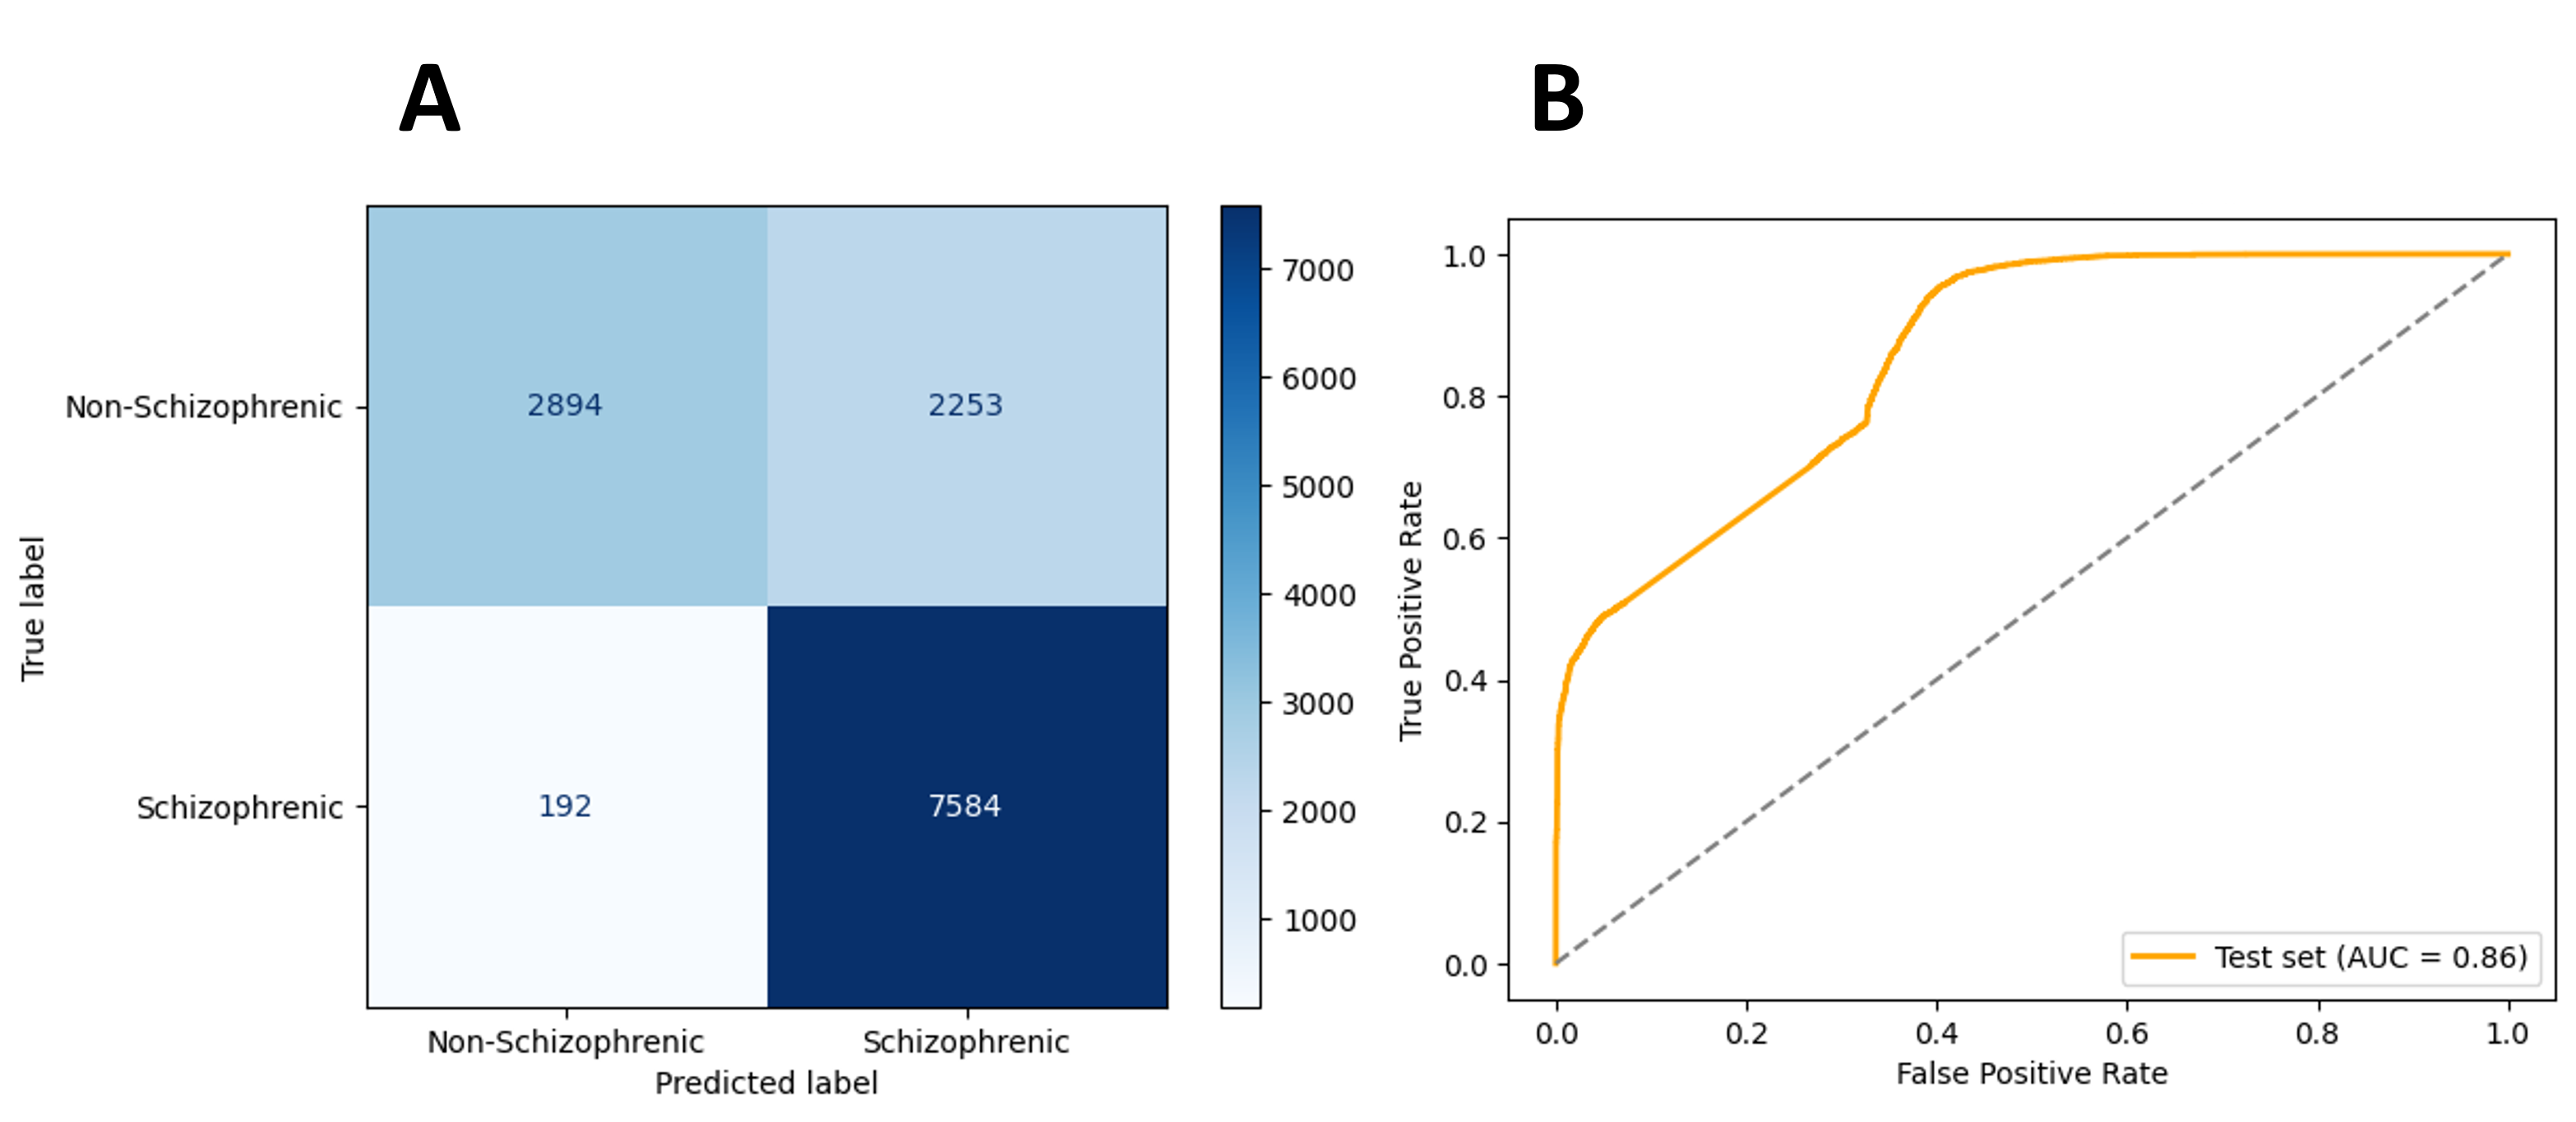 A
B
True label
Non-Schizophrenic
Schizophrenic
2894
2253
192
7584
Non-Schizophrenic
Schizophrenic
Predicted label
7000
6000
5000
4000
3000
2000
1000
True Positive Rate
1.0
0.8
0.6
0.4
0.2
0.0
Test set (AUC = 0.86)
0.0
0.2
0.4
0.6
0.8
1.0
False Positive Rate